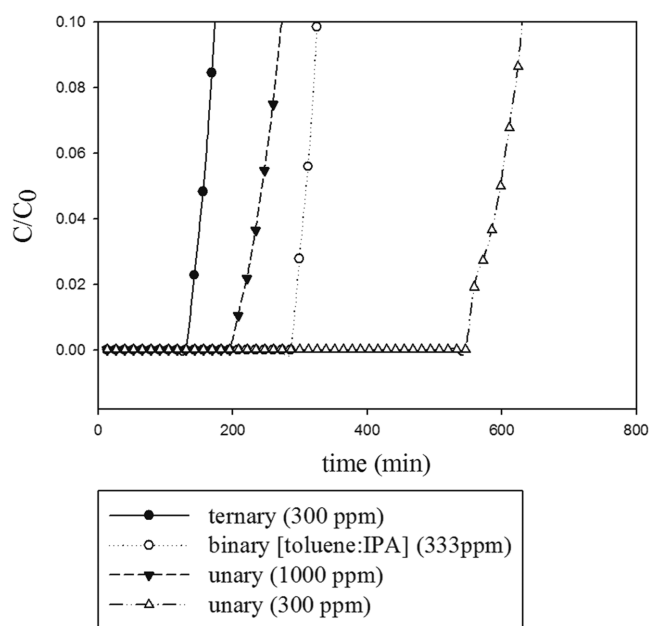 0.10
0.08
0.06
0.04
0.02
0.00
C/C0
0 200 400 600 800
time (min)
ternary (300 ppm)
binary [toluene:IPA] (333ppm)
unary (1000 ppm)
unary (300 ppm)